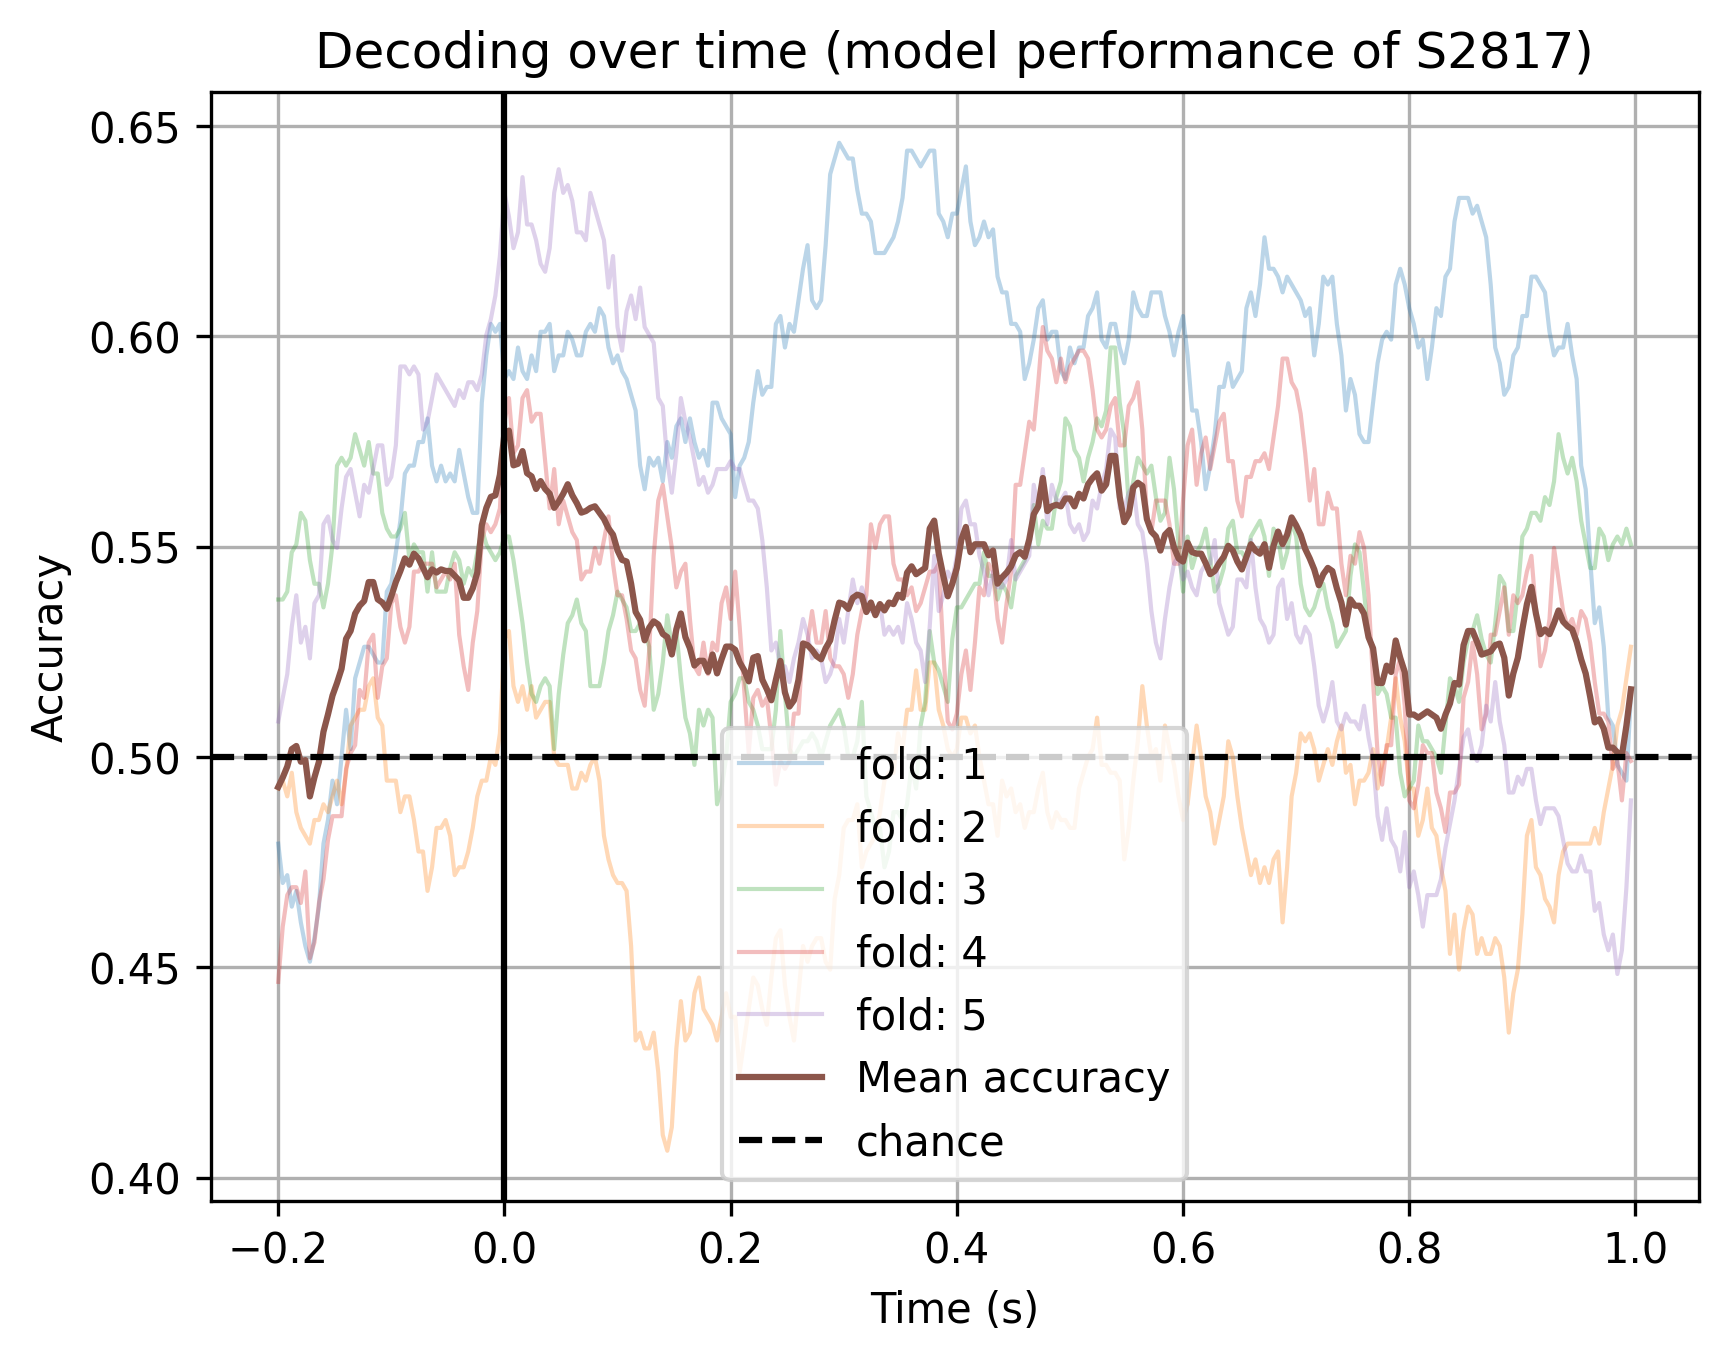 Decoding over time (model performance of S2817)
Accuracy
0.65
0.60
0.55
0.50
0.45
0.40
fold: 1
fold: 2
fold: 3
fold: 4
fold: 5
Mean accuracy
chance
−0.2 0.0 0.2 0.4 0.6 0.8 1.0
Time (s)